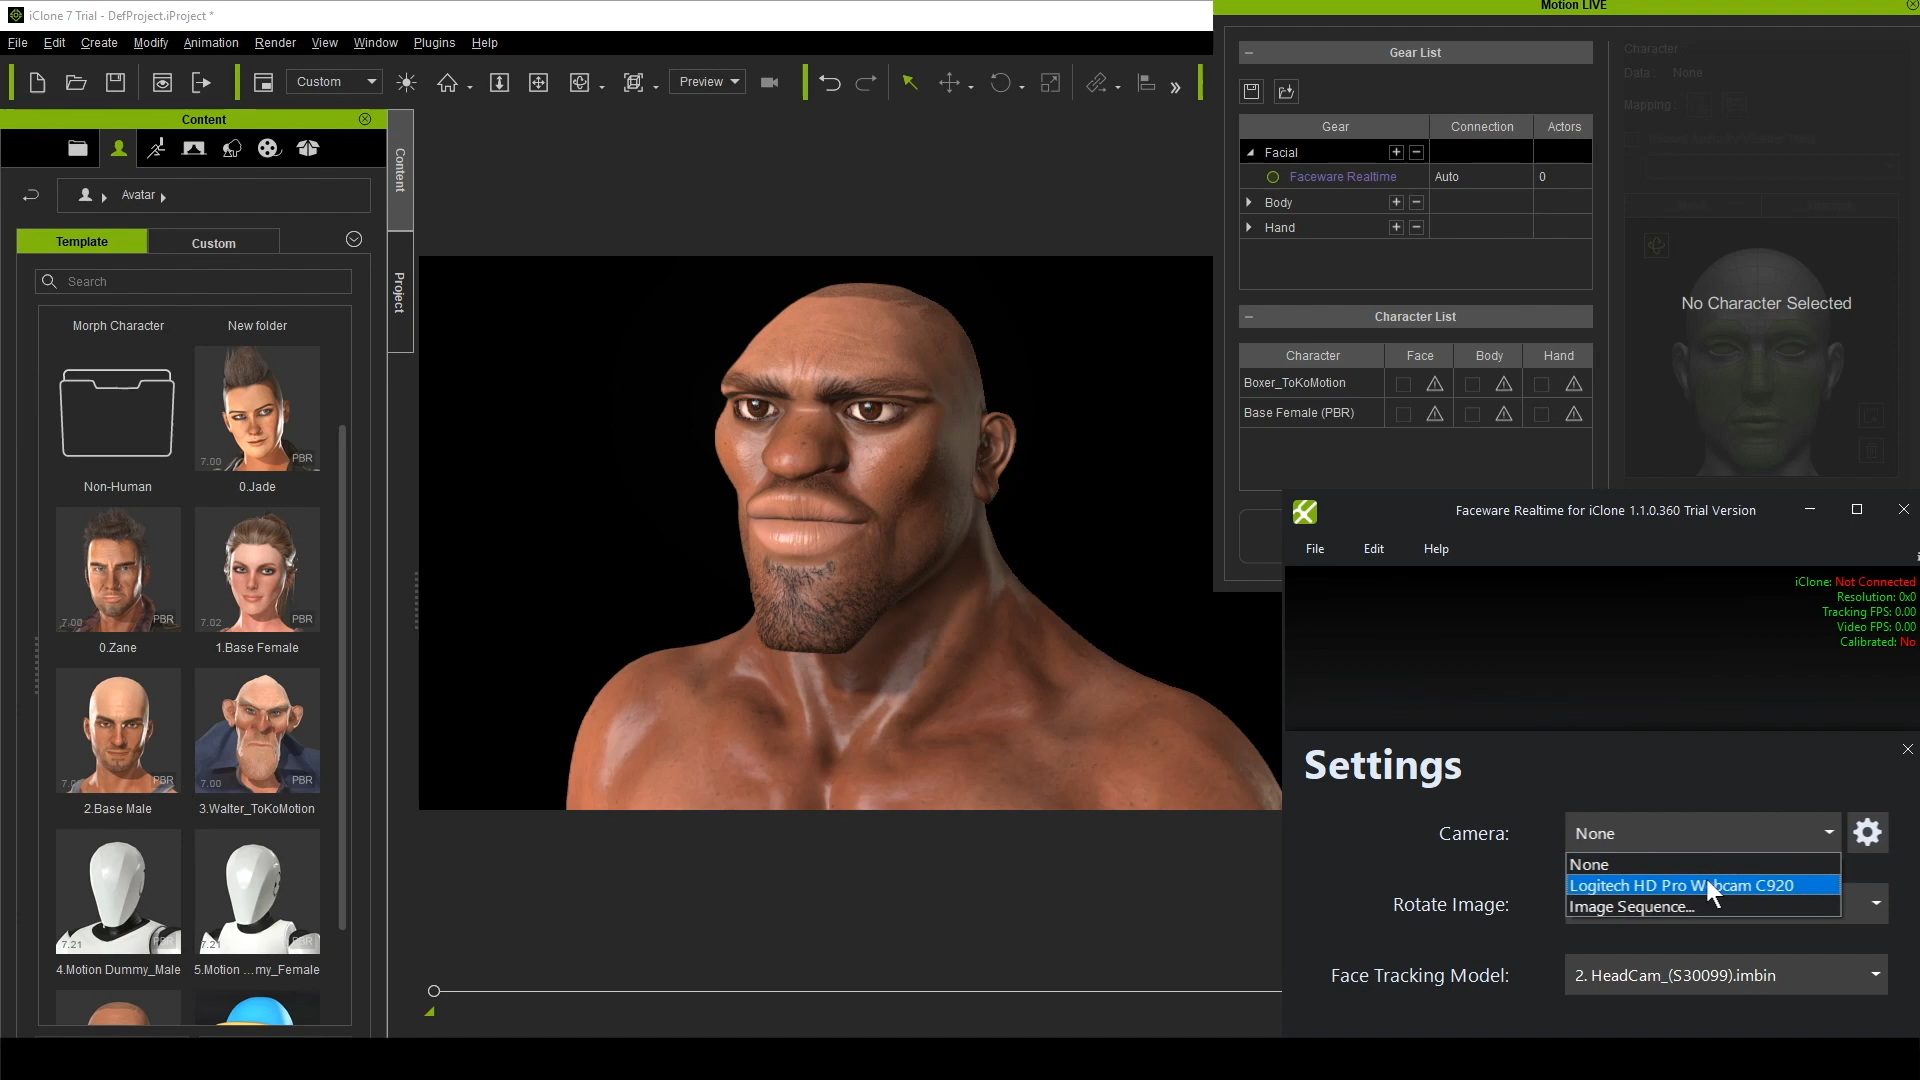 iClone 7 Trial - DefProject.iProject *
File Edit Create Modify Animation Render View Window Plugins Help
Custom
Preview
Content
Avatar
Template
Custom
Search
Morph Character
New folder
7.00
PBR
Non-Human
0.Jade
7.00
PBR
7.02
PBR
0.Zane
1.Base Female
PBR
7.00
PBR
2.Base Male
3.Walter_ToKoMotion
7.21
7.21
4.Motion Dummy_Male
5.Motion ...my_Female
Content
Project
Motion LIVE
Gear List
Gear Connection Actors
Facial
Faceware Realtime Auto 0
Body
Hand
Character List
Character Face Body Hand
Boxer_ToKoMotion
Base Female (PBR)
Character
Data: None
Mapping:
No Character Selected
Faceware Realtime for iClone 1.1.0.360 Trial Version
File Edit Help
iClone: Not Connected
Resolution: 0x0
Tracking FPS: 0.00
Video FPS: 0.00
Calibrated: No
Settings
Camera: None
None
Logitech HD Pro Webcam C920
Image Sequence...
Rotate Image:
Face Tracking Model: 2. HeadCam_(S30099).imbin